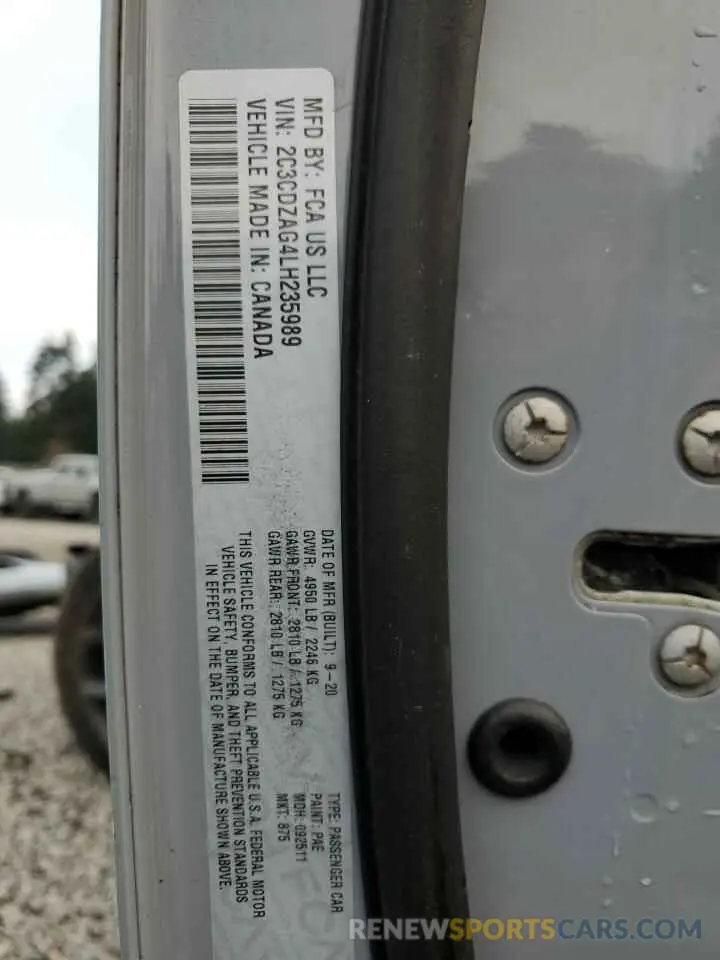 MFD BY: FCA US LLC
VIN: 2C3CDZAG4LH235989
VEHICLE MADE IN: CANADA
DATE OF MFR (BUILT): 9-20
GVWR: 4950 LB / 2246 KG
GAWR FRONT: 2810 LB / 1275 KG
GAWR REAR: 2810 LB / 1275 KG
TYPE: PASSENGER CAR
PAINT: PAE
MDH: 092511
MKT: 875
THIS VEHICLE CONFORMS TO ALL APPLICABLE U.S.A. FEDERAL MOTOR
VEHICLE SAFETY, BUMPER, AND THEFT PREVENTION STANDARDS
IN EFFECT ON THE DATE OF MANUFACTURE SHOWN ABOVE.
RENEWSPORTSCARS.COM